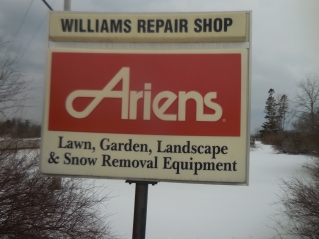 WILLIAMS REPAIR SHOP
Ariens
Lawn, Garden, Landscape
& Snow Removal Equipment